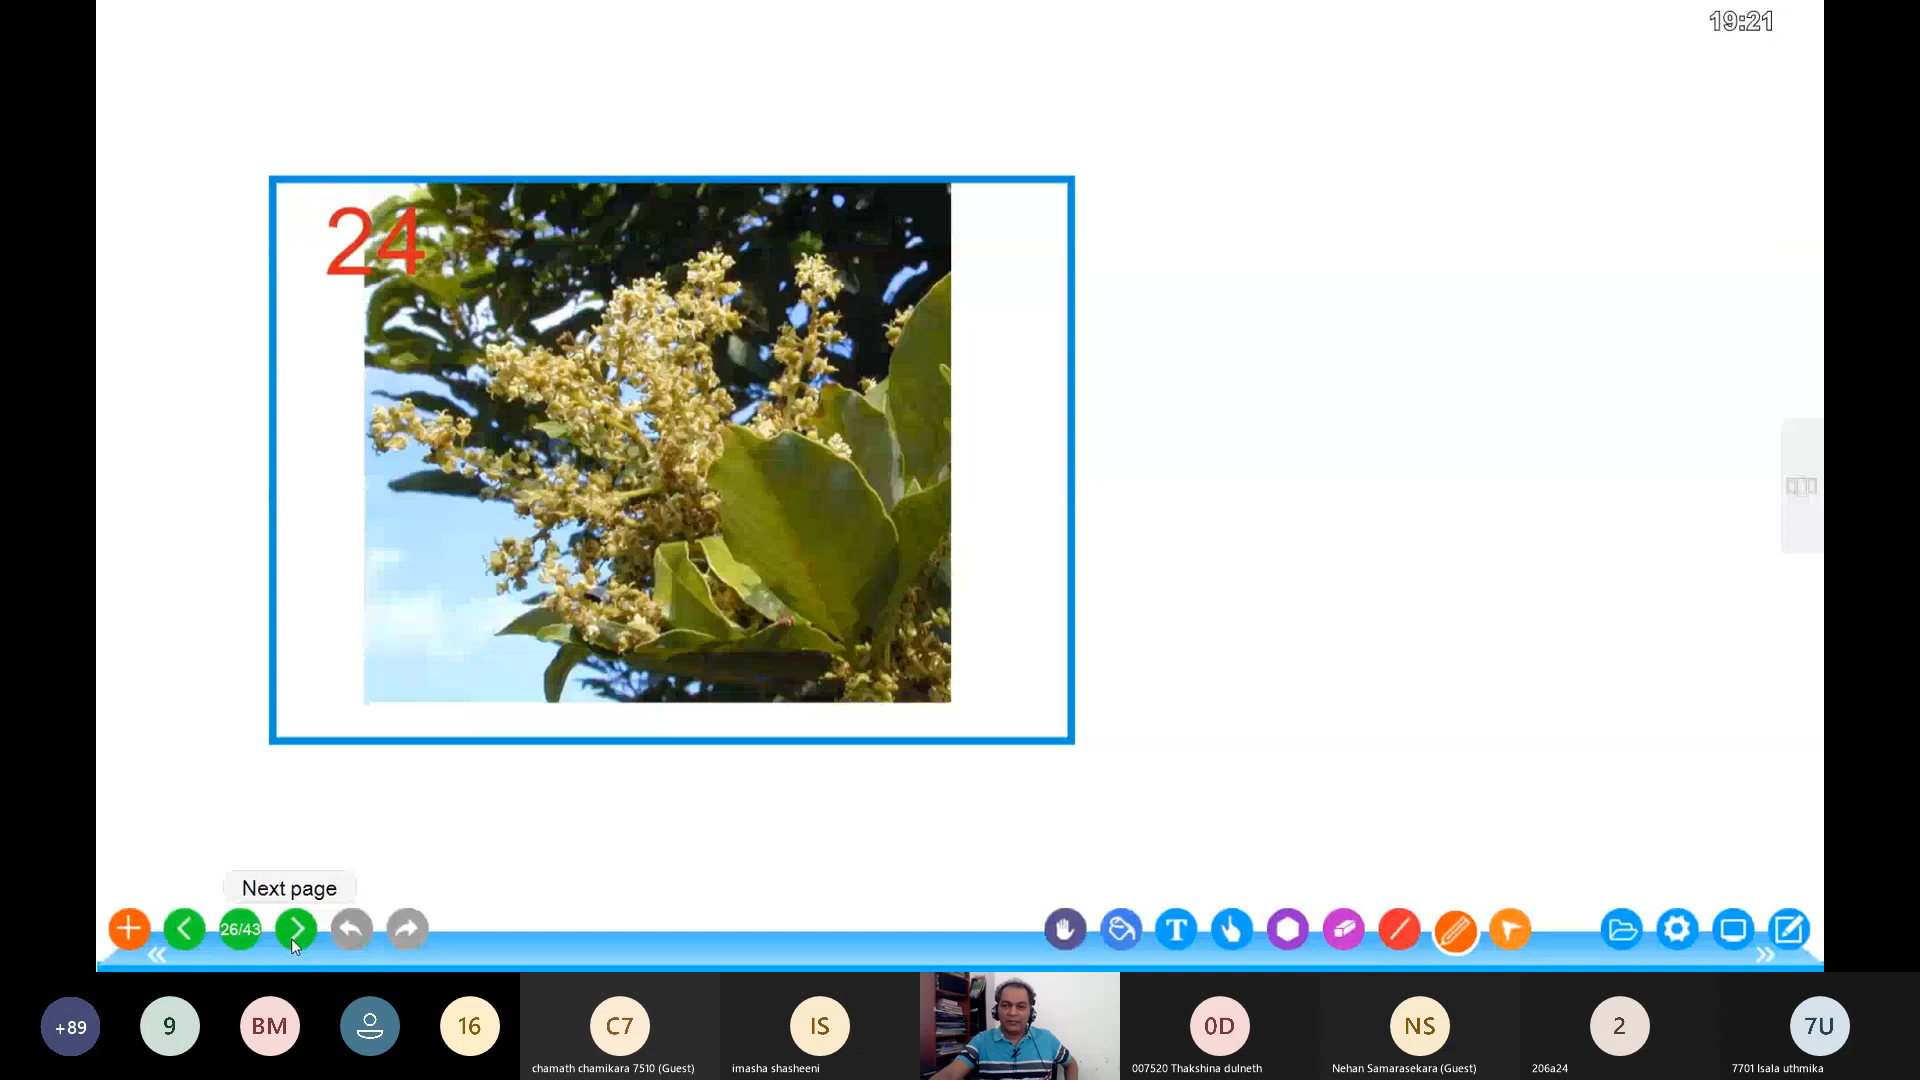 19:21
24
Next page
26/43
T
+89
9
BM
16
C7
IS
0D
NS
2
7U
chamath chamikara 7510 (Guest)
imasha shasheeni
007520 Thakshina dulneth
Nehan Samarasekara (Guest)
206a24
7701 Isala uthmika